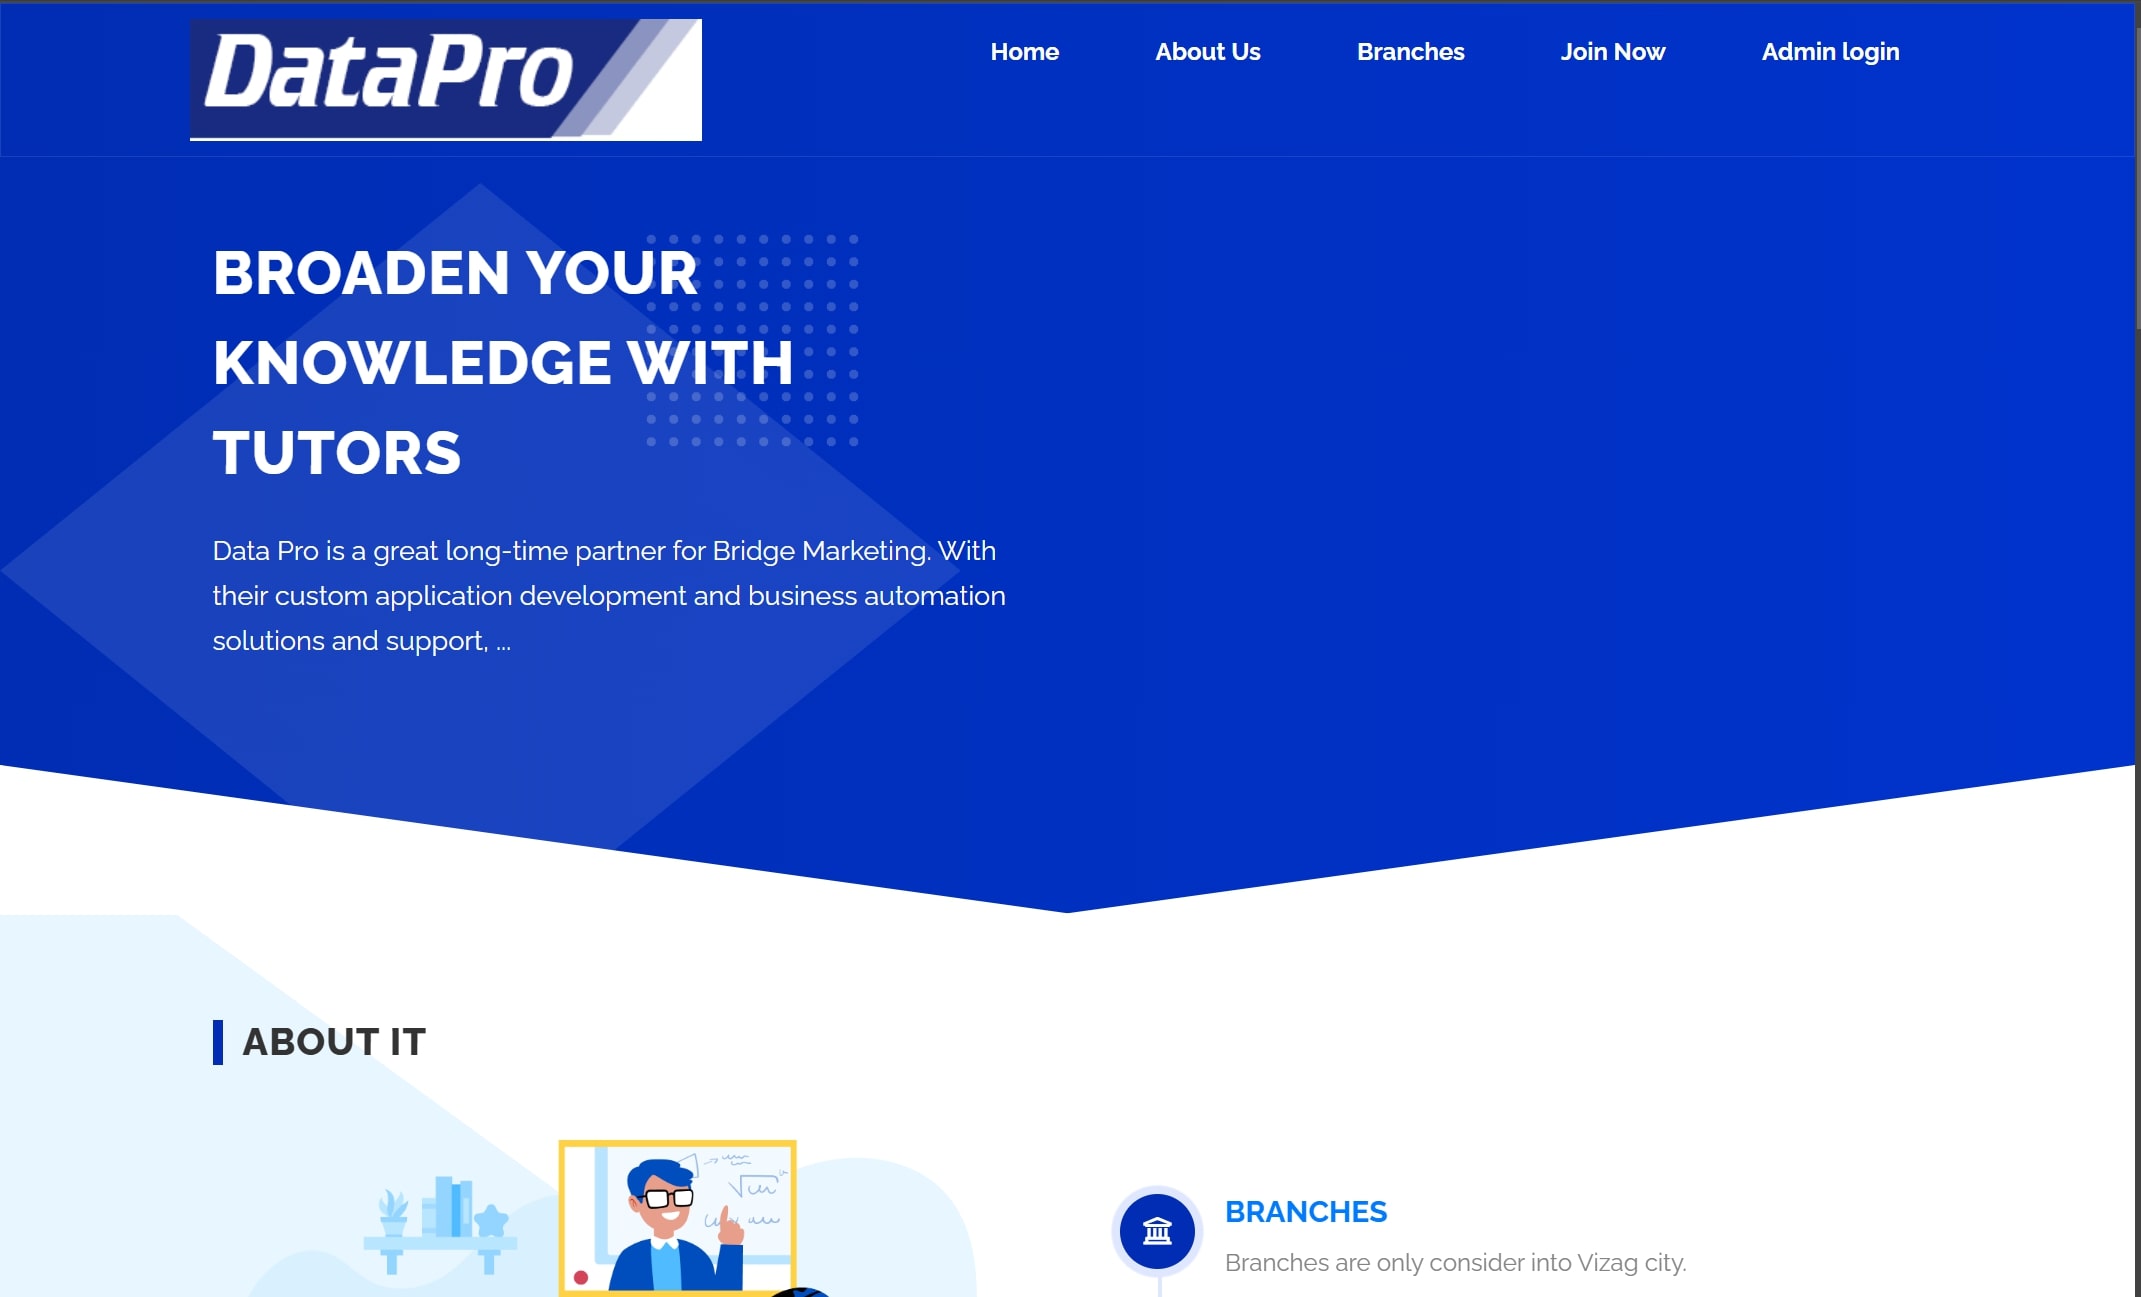 DataPro
Home About Us Branches Join Now Admin login
BROADEN YOUR
KNOWLEDGE WITH
TUTORS
Data Pro is a great long-time partner for Bridge Marketing. With
their custom application development and business automation
solutions and support, ...
ABOUT IT
BRANCHES
Branches are only consider into Vizag city.